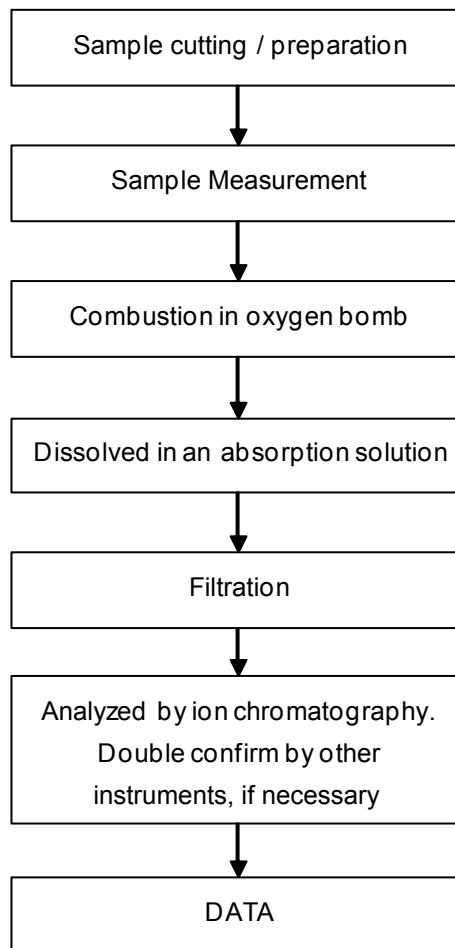 Sample cutting / preparation
Sample Measurement
Combustion in oxygen bomb
Dissolved in an absorption solution
Filtration
Analyzed by ion chromatography.
Double confirm by other
instruments, if necessary
DATA